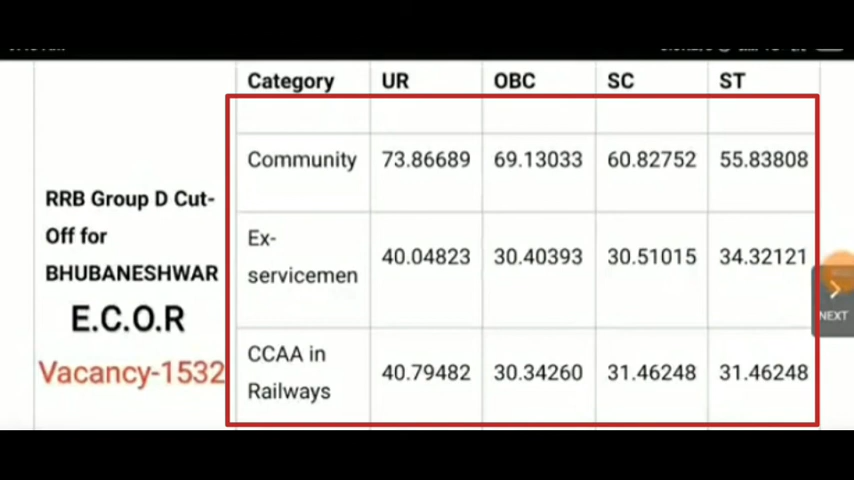 Category UR OBC SC ST
Community 73.86689 69.13033 60.82752 55.83808
RRB Group D Cut-
Off for
BHUBANESHWAR
E.C.O.R
Vacancy-1532
Ex-
servicemen 40.04823 30.40393 30.51015 34.32121
CCAA in
Railways 40.79482 30.34260 31.46248 31.46248
NEXT